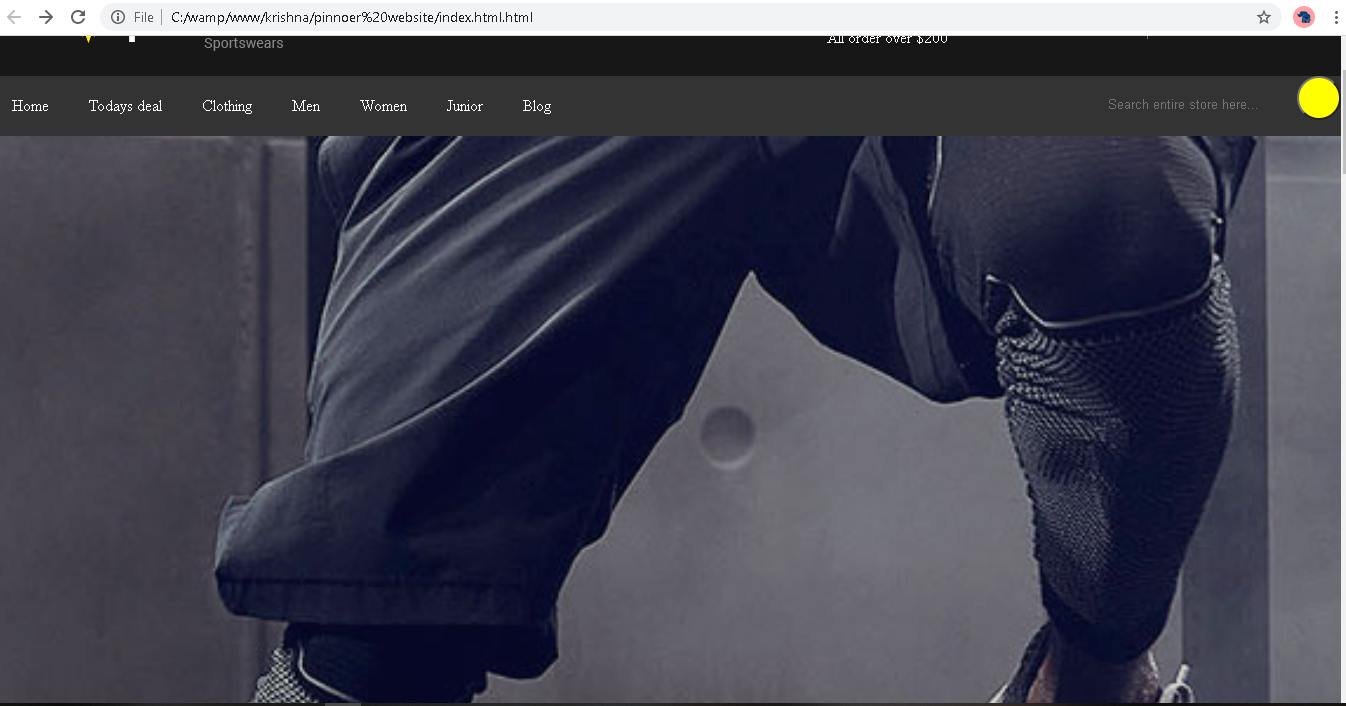 File
C:/wamp/www/krishna/pinnoer%20website/index.html.html
Sportswears
All order over $200
Home Todays deal Clothing Men Women Junior Blog
Search entire store here...